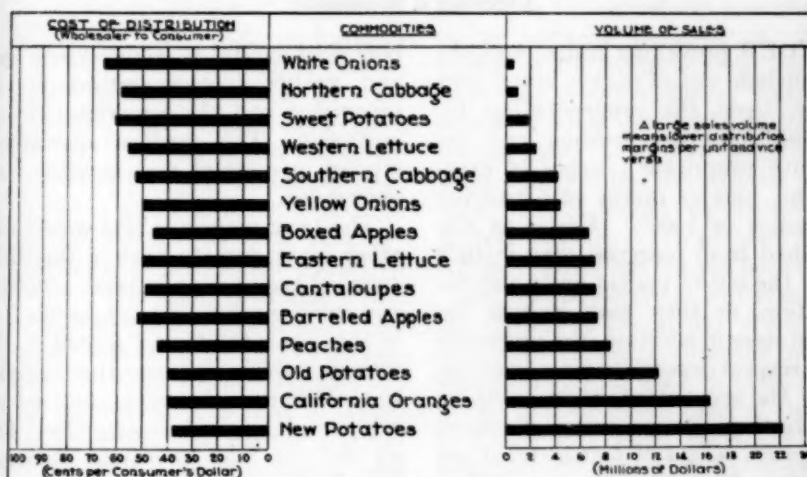 COST OF DISTRIBUTION
(Wholesaler to Consumer)
COMMODITIES
VOLUME OF SALES
White Onions
Northern Cabbage
Sweet Potatoes
Western Lettuce
Southern Cabbage
Yellow Onions
Boxed Apples
Eastern Lettuce
Cantaloupes
Barreled Apples
Peaches
Old Potatoes
California Oranges
New Potatoes
A large sales volume
means lower distribution
margins per unit and vice
versa
100 90 80 70 60 50 40 30 20 10 0
(Cents per Consumer's Dollar)
0 2 4 6 8 10 12 14 16 18 20 22 24
(Millions of Dollars)